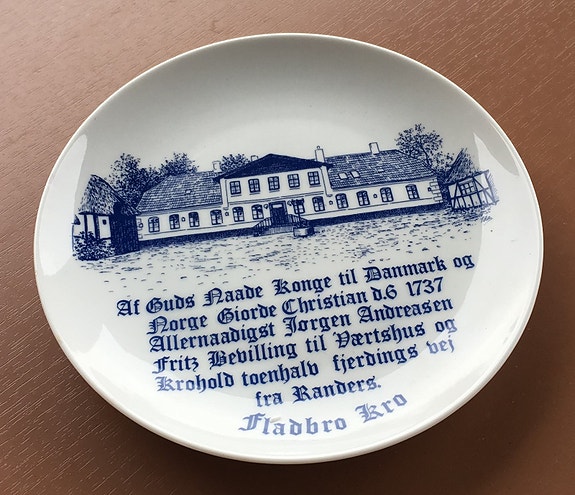 Af Guds Naade Konge til Danmark og
Norge Giorde Christian d.6 1737
Allernaadigst Jørgen Andreasen
Fritz Bevilling til Værtshus og
Krohold toenhalv fjerdings vej
fra Randers.
Fladbro Kro